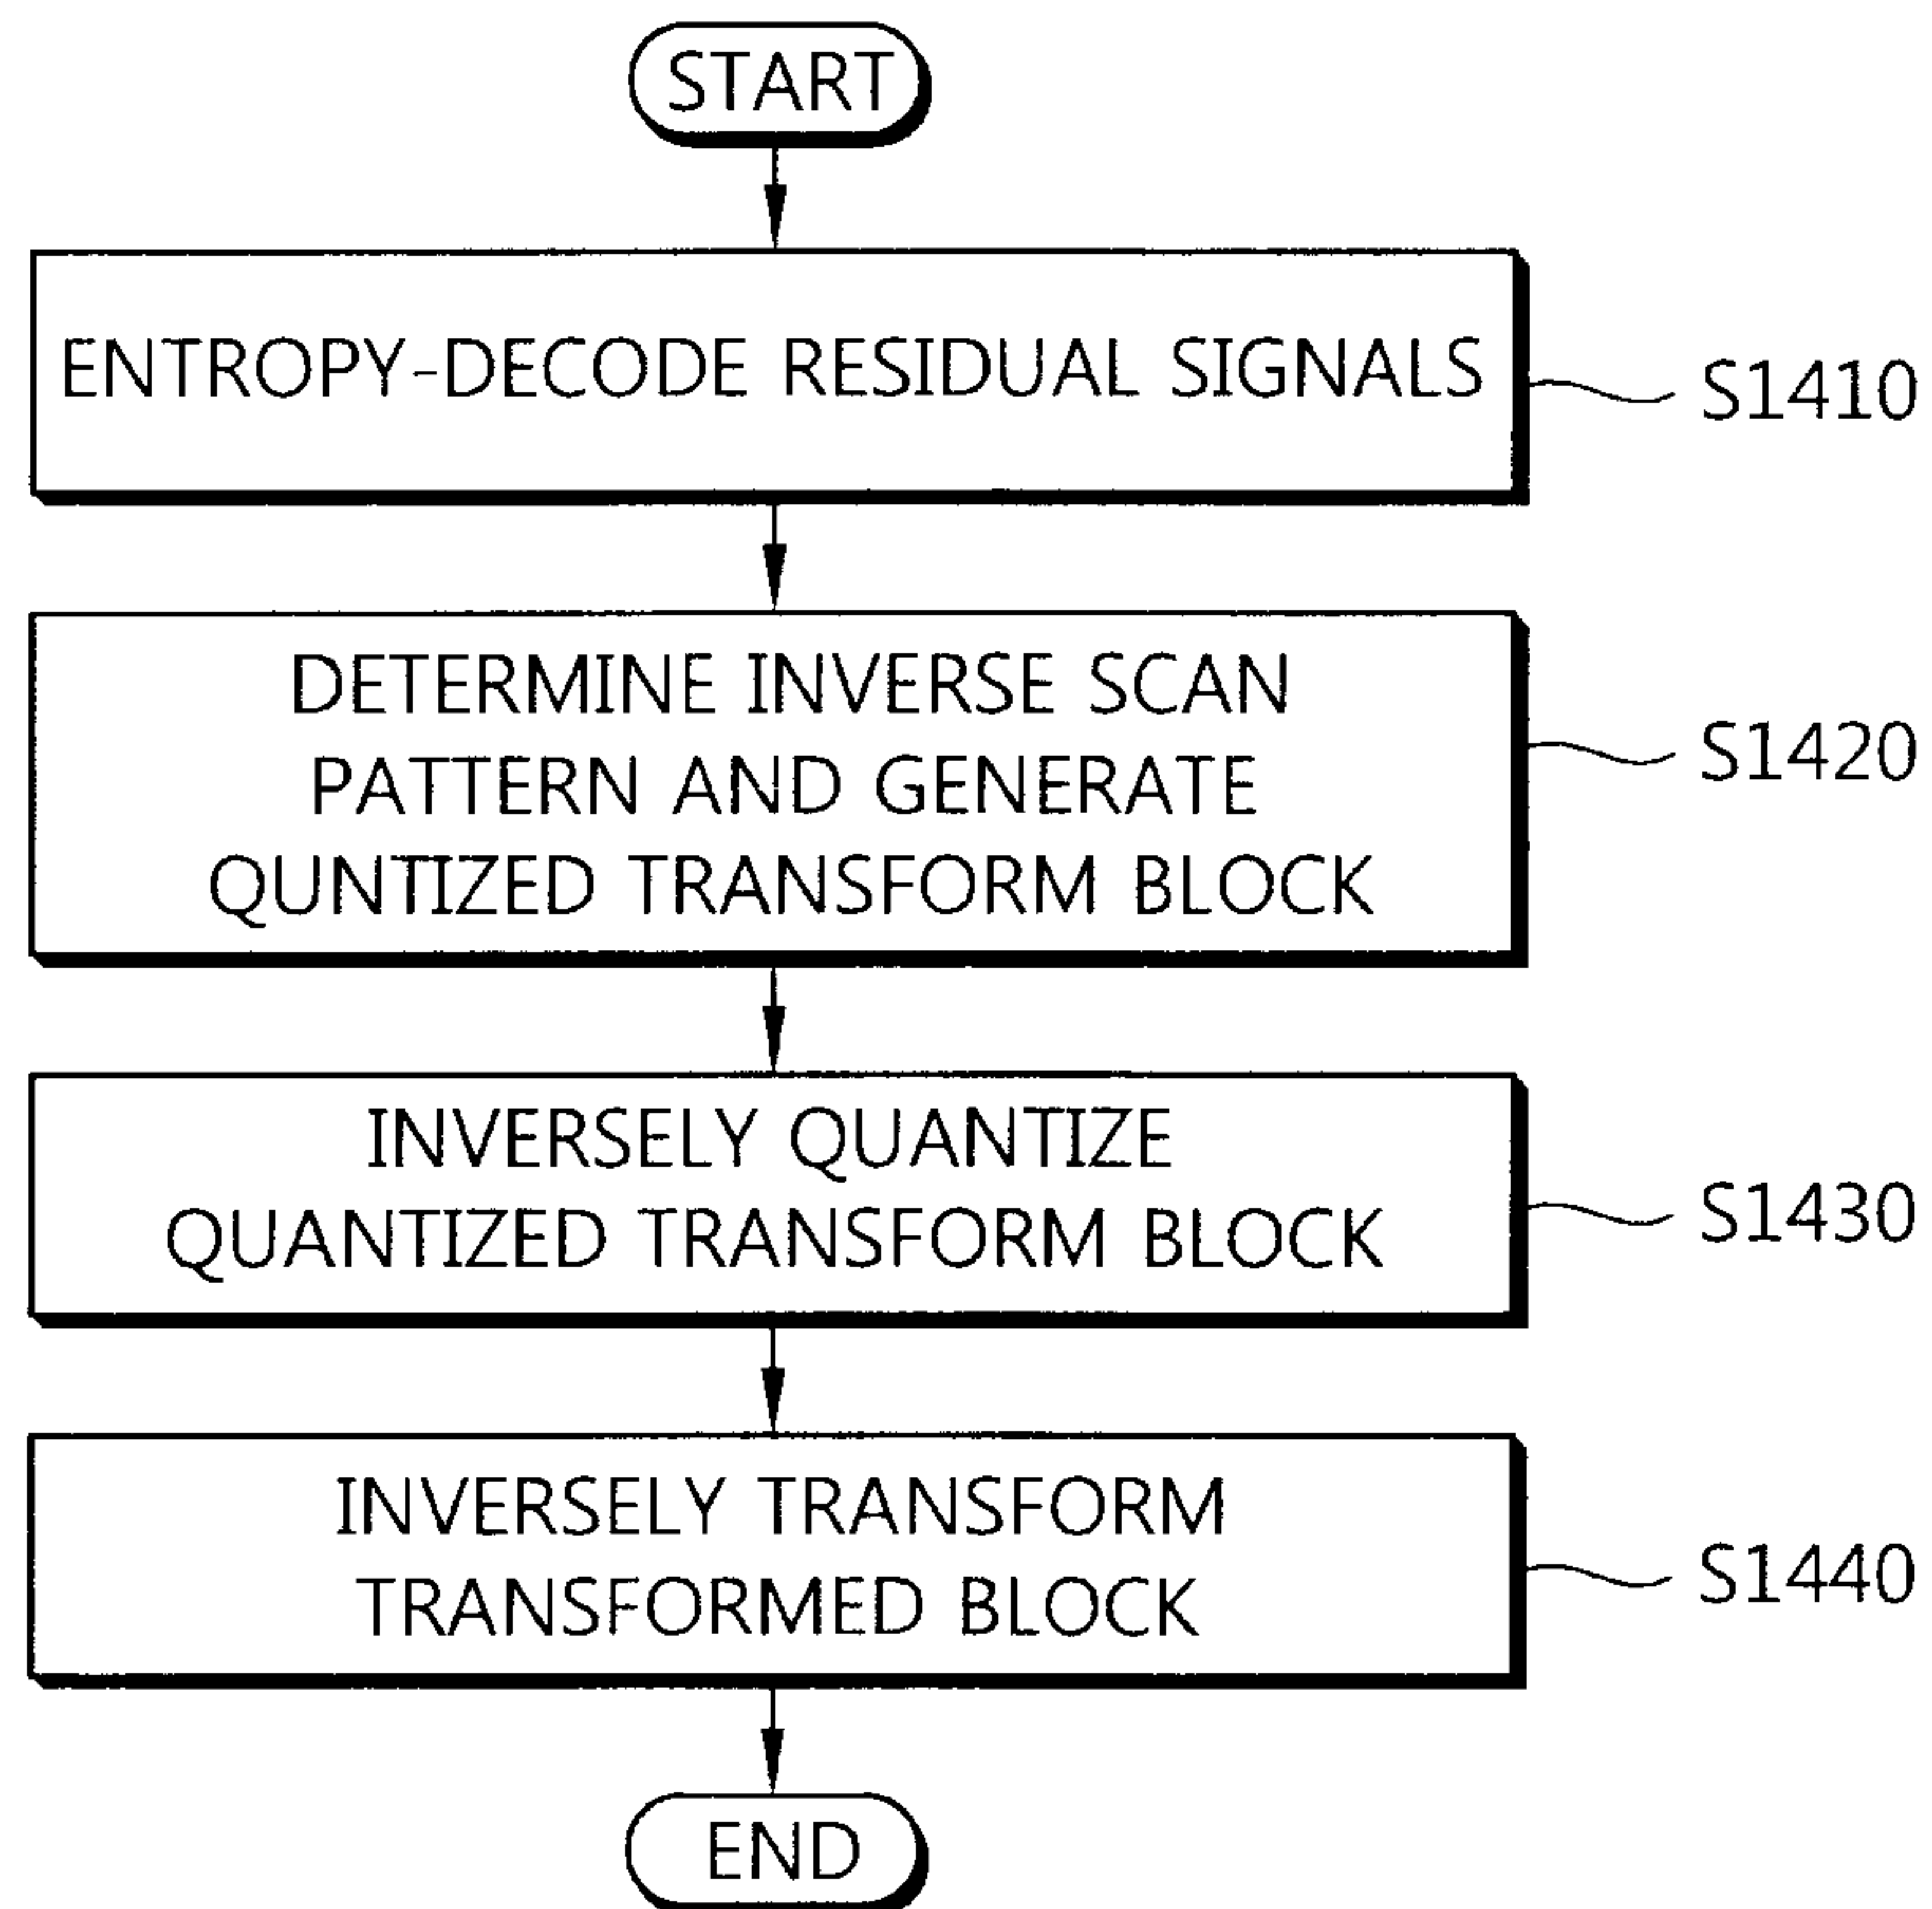 START
ENTROPY-DECODE RESIDUAL SIGNALS
S1410
DETERMINE INVERSE SCAN
PATTERN AND GENERATE
QUNTIZED TRANSFORM BLOCK
S1420
INVERSELY QUANTIZE
QUANTIZED TRANSFORM BLOCK
S1430
INVERSELY TRANSFORM
TRANSFORMED BLOCK
S1440
END